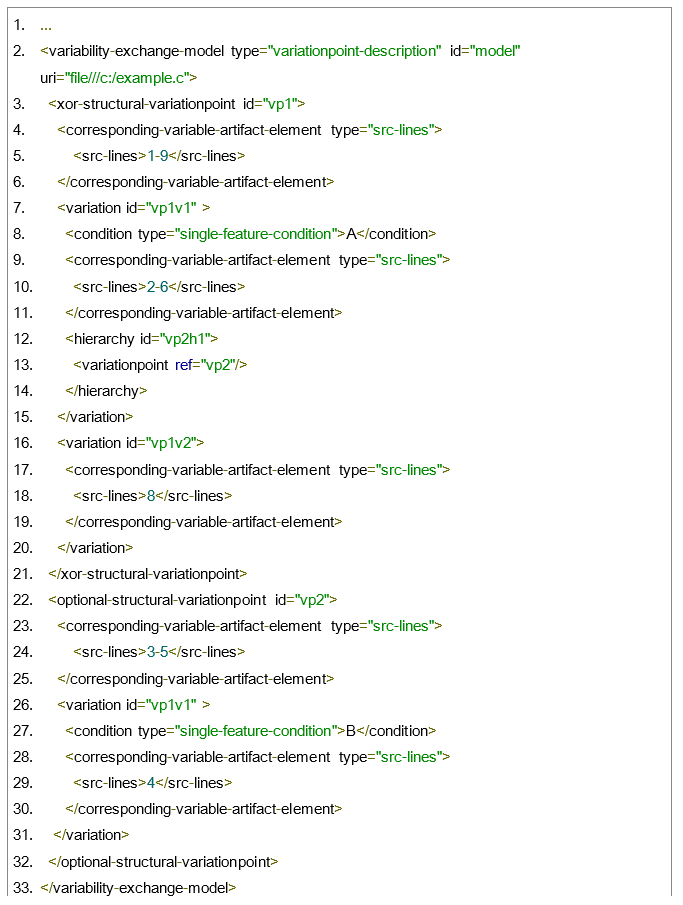 1. ...
2. <variability-exchange-model type="variationpoint-description" id="model"
uri="file///c:/example.c">
3. <xor-structural-variationpoint id="vp1">
4. <corresponding-variable-artifact-element type="src-lines">
5. <src-lines>1-9</src-lines>
6. </corresponding-variable-artifact-element>
7. <variation id="vp1v1" >
8. <condition type="single-feature-condition">A</condition>
9. <corresponding-variable-artifact-element type="src-lines">
10. <src-lines>2-6</src-lines>
11. </corresponding-variable-artifact-element>
12. <hierarchy id="vp2h1">
13. <variationpoint ref="vp2"/>
14. </hierarchy>
15. </variation>
16. <variation id="vp1v2">
17. <corresponding-variable-artifact-element type="src-lines">
18. <src-lines>8</src-lines>
19. </corresponding-variable-artifact-element>
20. </variation>
21. </xor-structural-variationpoint>
22. <optional-structural-variationpoint id="vp2">
23. <corresponding-variable-artifact-element type="src-lines">
24. <src-lines>3-5</src-lines>
25. </corresponding-variable-artifact-element>
26. <variation id="vp1v1" >
27. <condition type="single-feature-condition">B</condition>
28. <corresponding-variable-artifact-element type="src-lines">
29. <src-lines>4</src-lines>
30. </corresponding-variable-artifact-element>
31. </variation>
32. </optional-structural-variationpoint>
33. </variability-exchange-model>